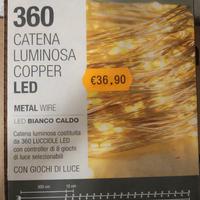 360
CATENA
LUMINOSA
COPPER
LED
€36,90
METAL WIRE
LED BIANCO CALDO
Catena luminosa costituita
da 360 LUCCIOLE LED
con controller di 8 giochi
di luce selezionabili
CON GIOCHI DI LUCE